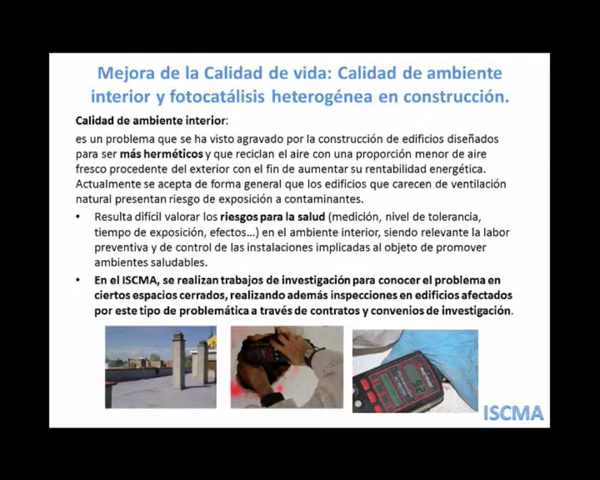 Mejora de la Calidad de vida: Calidad de ambiente
interior y fotocatálisis heterogénea en construcción.
Calidad de ambiente interior:
es un problema que se ha visto agravado por la construcción de edificios diseñados
para ser más herméticos y que reciclan el aire con una proporción menor de aire
fresco procedente del exterior con el fin de aumentar su rentabilidad energética.
Actualmente se acepta de forma general que los edificios que carecen de ventilación
natural presentan riesgo de exposición a contaminantes.
• Resulta difícil valorar los riesgos para la salud (medición, nivel de tolerancia,
tiempo de exposición, efectos...) en el ambiente interior, siendo relevante la labor
preventiva y de control de las instalaciones implicadas al objeto de promover
ambientes saludables.
• En el ISCMA, se realizan trabajos de investigación para conocer el problema en
ciertos espacios cerrados, realizando además inspecciones en edificios afectados
por este tipo de problemática a través de contratos y convenios de investigación.
ISCMA